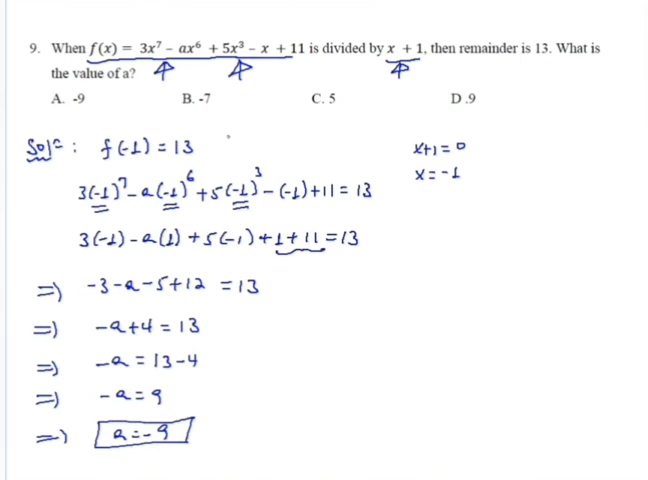 9. When f(x) = 3x⁷ − ax⁶ + 5x³ − x + 11 is divided by x + 1, then remainder is 13. What is
the value of a?
A. -9 B. -7 C. 5 D .9
Solⁿ : f(-1) = 13
x+1 = 0
x = -1
3(-1)⁷ - a(-1)⁶ + 5(-1)³ - (-1) + 11 = 13
3(-1) - a(1) + 5(-1) + 1 + 11 = 13
=) -3 - a - 5 + 12 = 13
=) -a + 4 = 13
=) -a = 13 - 4
=) -a = 9
=) a = -9